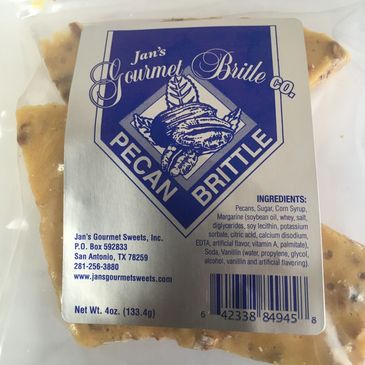 Jan's
Gourmet Britle
CO.
PECAN
BRITTLE
INGREDIENTS:
Pecans, Sugar, Corn Syrup,
Margarine (soybean oil, whey, salt,
diglycerides, soy lecithin, potassium
sorbate, citric acid, calcium disodium,
EDTA, artificial flavor, vitamin A, palmitate),
Soda, Vanillin (water, propylene, glycol,
alcohol, vanillin and artificial flavoring).
Jan's Gourmet Sweets, Inc.
P.O. Box 592833
San Antonio, TX 78259
281-256-3880
www.jansgourmetsweets.com
Net Wt. 4oz. (133.4g)
6 42338 84945 8